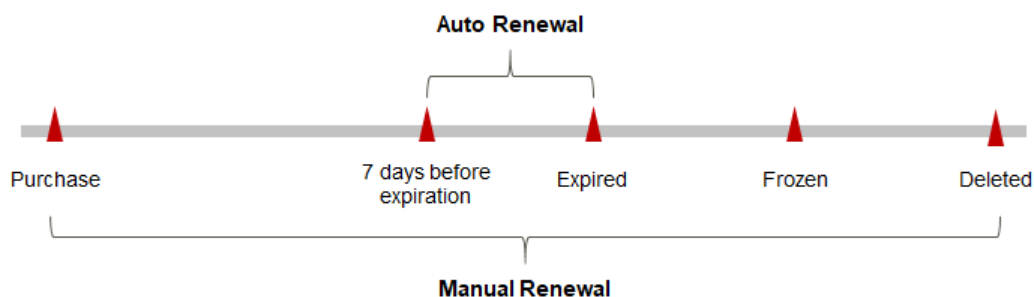 Auto Renewal
Purchase
7 days before
expiration
Expired
Frozen
Deleted
Manual Renewal